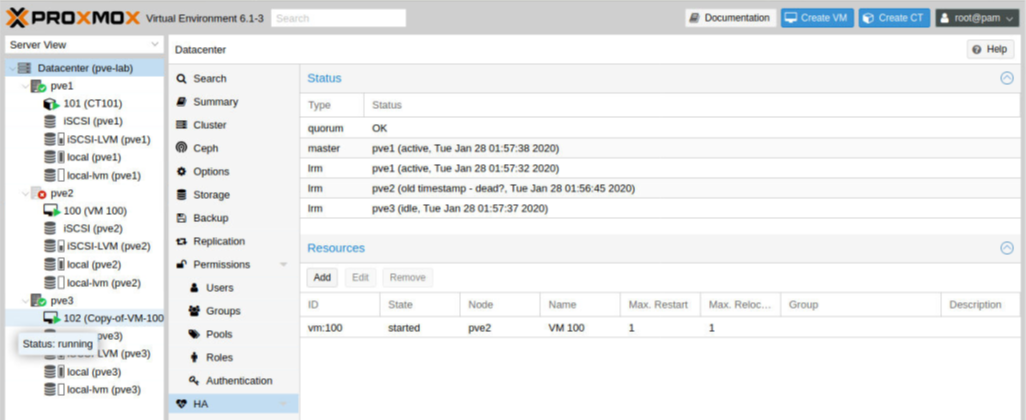 PROXMOX Virtual Environment 6.1-3 Search Documentation Create VM Create CT root@pam
Server View
Datacenter (pve-lab)
pve1
101 (CT101)
iSCSI (pve1)
iSCSI-LVM (pve1)
local (pve1)
local-lvm (pve1)
pve2
100 (VM 100)
iSCSI (pve2)
iSCSI-LVM (pve2)
local (pve2)
local-lvm (pve2)
pve3
102 (Copy-of-VM-100
Status: running
pve3)
LVM (pve3)
local (pve3)
local-lvm (pve3)
Datacenter
Help
Search
Summary
Cluster
Ceph
Options
Storage
Backup
Replication
Permissions
Users
Groups
Pools
Roles
Authentication
HA
Status
Type Status
quorum OK
master pve1 (active, Tue Jan 28 01:57:38 2020)
lrm pve1 (active, Tue Jan 28 01:57:32 2020)
lrm pve2 (old timestamp - dead?, Tue Jan 28 01:56:45 2020)
lrm pve3 (idle, Tue Jan 28 01:57:37 2020)
Resources
Add Edit Remove
ID State Node Name Max. Restart Max. Reloc... Group Description
vm:100 started pve2 VM 100 1 1